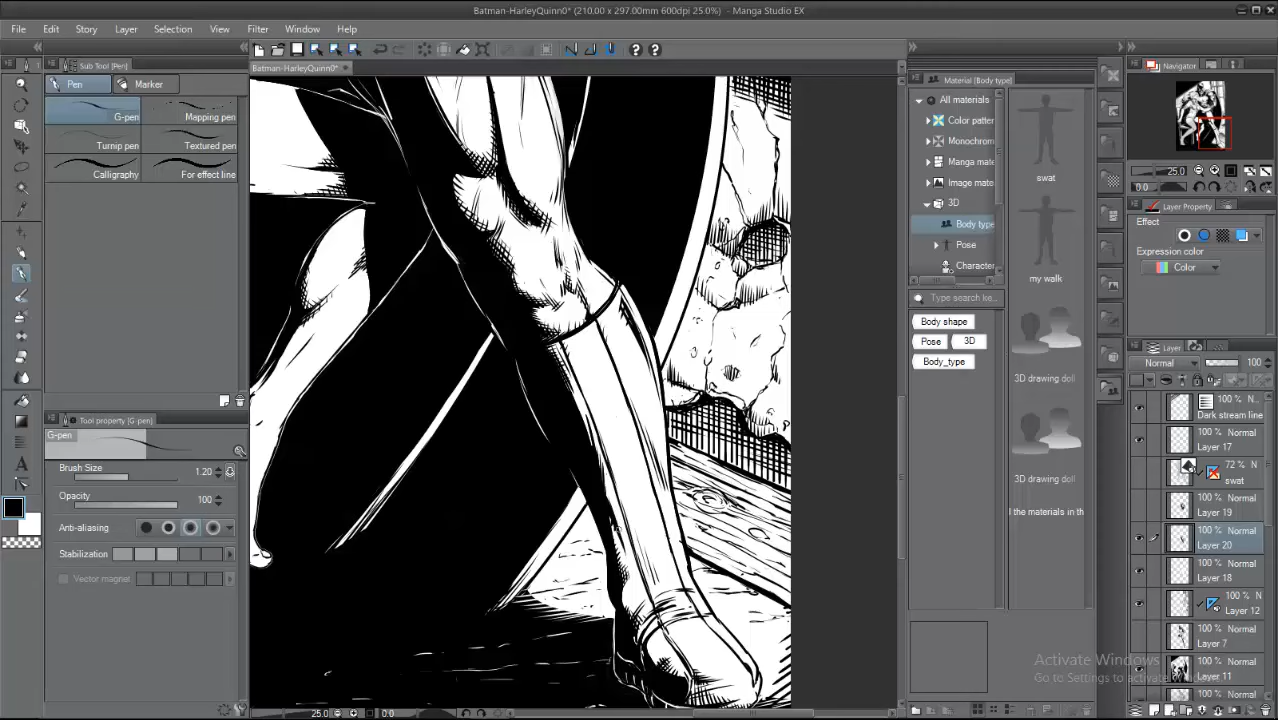 Batman-HarleyQuinn0* (210.00 x 297.00mm 600dpi 25.0%) - Manga Studio EX
File Edit Story Layer Selection View Filter Window Help
Sub Tool [Pen]
Pen Marker
G-pen Mapping pen
Turnip pen Textured pen
Calligraphy For effect line
Tool property [G-pen]
G-pen
Brush Size 1.20
Opacity 100
Anti-aliasing
Stabilization
Vector magnet
Batman-HarleyQuinn0*
25.0 0.0
Material [Body type]
All materials
Color patter
Monochrom
Manga mate
Image mate
3D
Body type
Pose
Character
Type search ke...
Body shape
Pose 3D
Body_type
swat
my walk
3D drawing doll
3D drawing doll
l the materials in th
Navigator
25.0
0.0
Layer Property
Effect
Expression color
Color
Layer
Normal 100
100 % N...
Dark stream line
100 % Normal
Layer 17
72 % N
swat
100 % Normal
Layer 19
100 % Normal
Layer 20
100 % Normal
Layer 18
100 % N
Layer 12
100 % Normal
Layer 7
100 % Normal
Layer 11
100 % Normal
Activate Windows
Go to Settings to activate